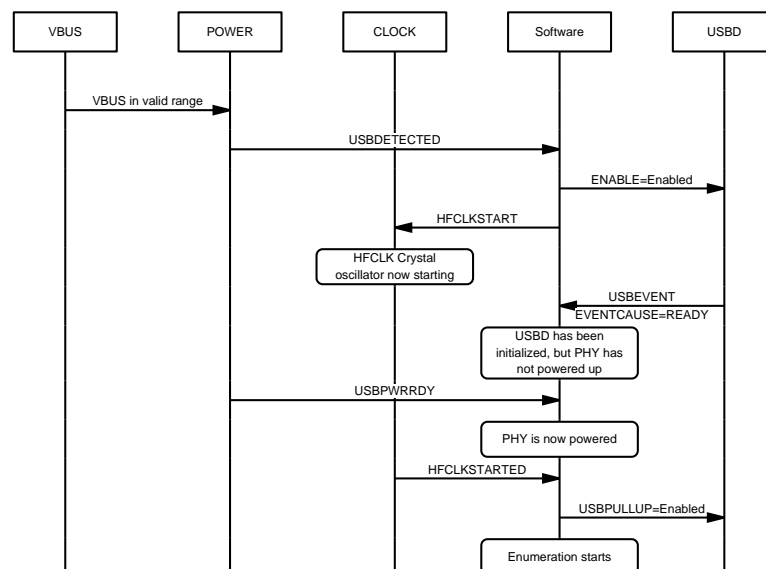 VBUS
POWER
CLOCK
Software
USBD
VBUS in valid range
USBDETECTED
ENABLE=Enabled
HFCLKSTART
HFCLK Crystal
oscillator now starting
USBEVENT
EVENTCAUSE=READY
USBD has been
initialized, but PHY has
not powered up
USBPWRRDY
PHY is now powered
HFCLKSTARTED
USBPULLUP=Enabled
Enumeration starts